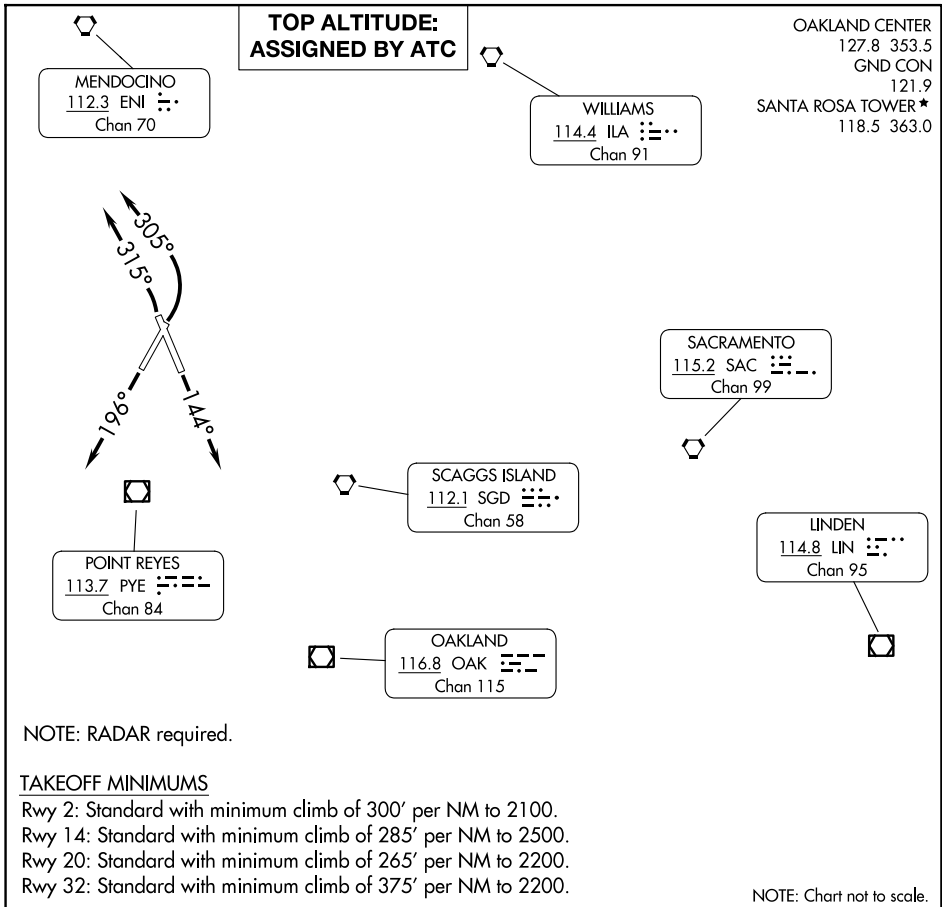 TOP ALTITUDE:
ASSIGNED BY ATC
OAKLAND CENTER
127.8 353.5
GND CON
121.9
SANTA ROSA TOWER★
118.5 363.0
MENDOCINO
112.3 ENI
Chan 70
WILLIAMS
114.4 ILA
Chan 91
305°
315°
196°
144°
SACRAMENTO
115.2 SAC
Chan 99
SCAGGS ISLAND
112.1 SGD
Chan 58
LINDEN
114.8 LIN
Chan 95
POINT REYES
113.7 PYE
Chan 84
OAKLAND
116.8 OAK
Chan 115
NOTE: RADAR required.
TAKEOFF MINIMUMS
Rwy 2: Standard with minimum climb of 300' per NM to 2100.
Rwy 14: Standard with minimum climb of 285' per NM to 2500.
Rwy 20: Standard with minimum climb of 265' per NM to 2200.
Rwy 32: Standard with minimum climb of 375' per NM to 2200.
NOTE: Chart not to scale.